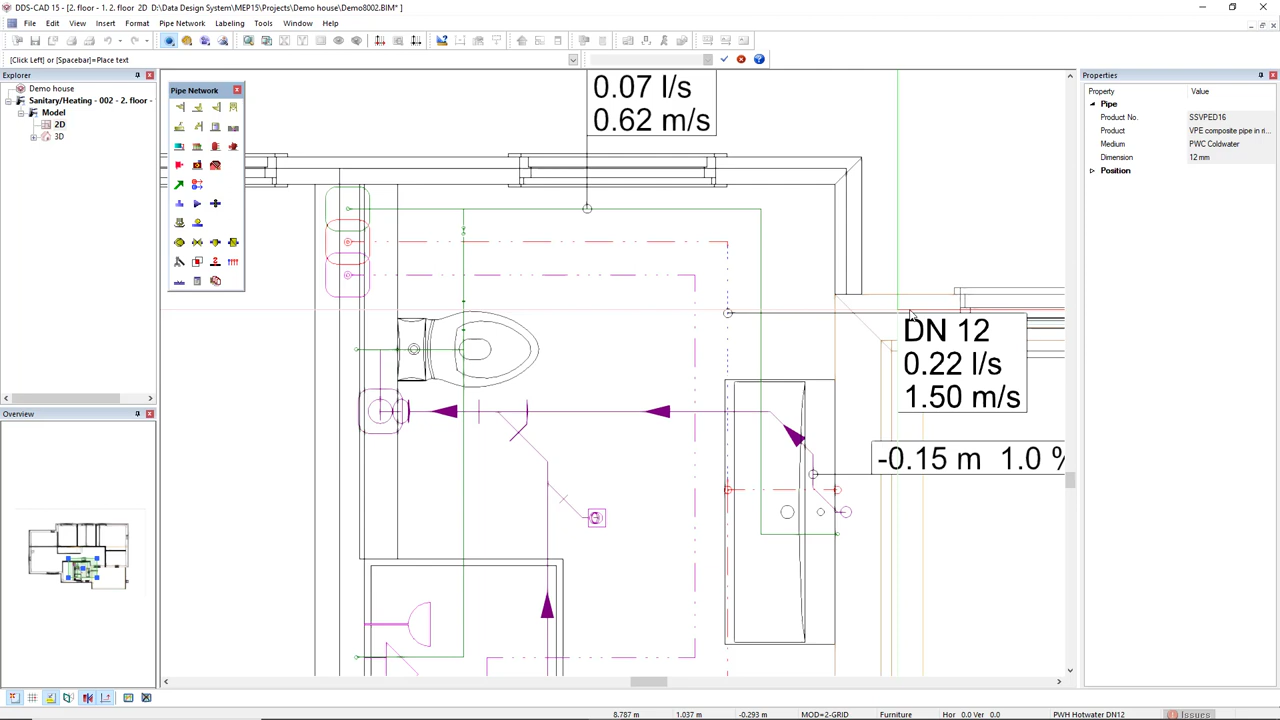 DDS-CAD 15 - [2. floor - 1. 2. floor  2D  D:\Data Design System\MEP15\Projects\Demo house\Demo8002.BIM* ]
File Edit View Insert Format Pipe Network Labeling Tools Window Help
[Click Left] or [Spacebar]=Place text
Explorer
Demo house
Sanitary/Heating - 002 - 2. floor -
Model
2D
3D
Pipe Network
0.07 l/s
0.62 m/s
DN 12
0.22 l/s
1.50 m/s
-0.15 m 1.0 %
Properties
Property Value
Pipe
Product No. SSVPED16
Product VPE composite pipe in ri...
Medium PWC Coldwater
Dimension 12 mm
Position
Overview
8.787 m 1.037 m -0.293 m MOD=2-GRID Furniture Hor 0.0 Ver 0.0 PWH Hotwater DN12 Issues